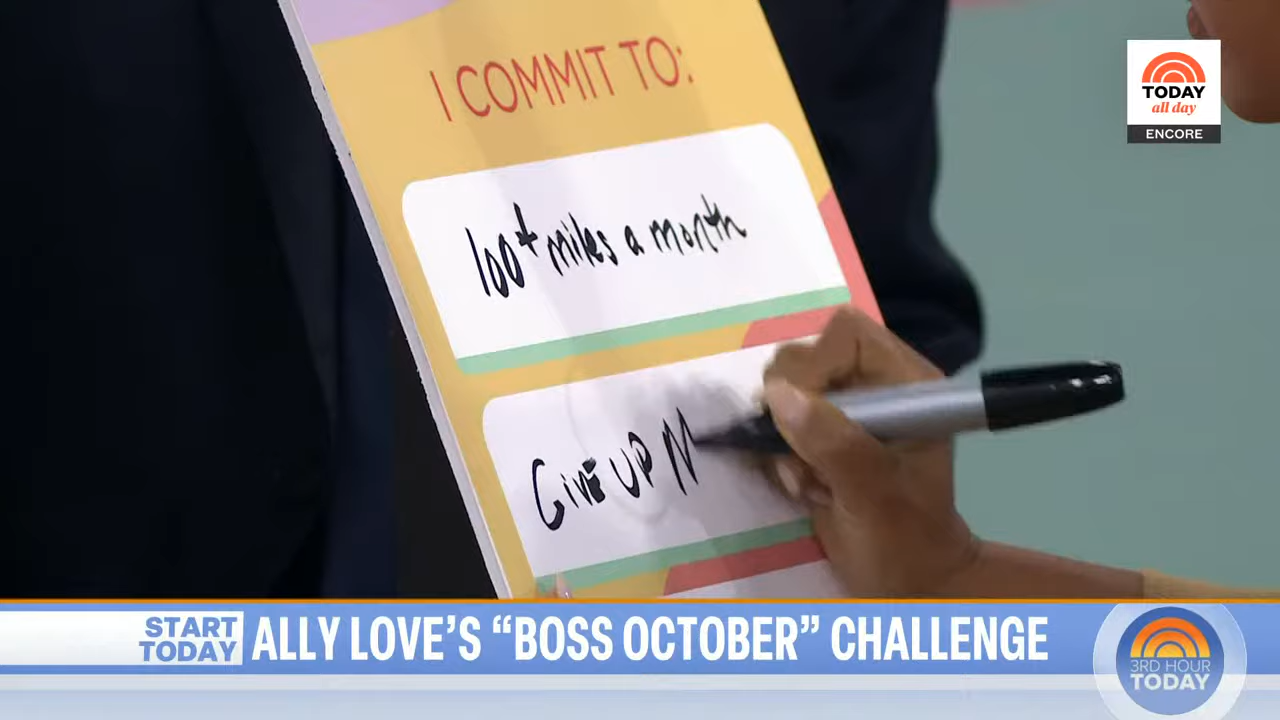 I COMMIT TO:
TODAY
all day
ENCORE
100+ miles a month
GIVE UP N
START
TODAY
ALLY LOVE'S “BOSS OCTOBER” CHALLENGE
3RD HOUR
TODAY